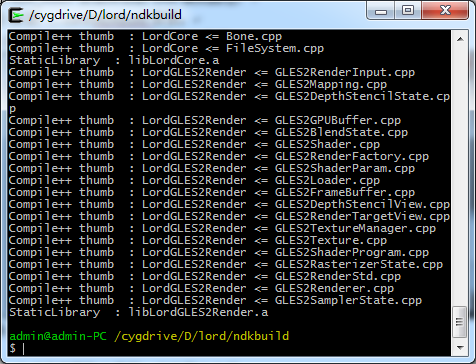 /cygdrive/D/lord/ndkbuild
Compile++ thumb  : LordCore <= Bone.cpp
Compile++ thumb  : LordCore <= FileSystem.cpp
StaticLibrary  : libLordCore.a
Compile++ thumb  : LordGLES2Render <= GLES2RenderInput.cpp
Compile++ thumb  : LordGLES2Render <= GLES2Mapping.cpp
Compile++ thumb  : LordGLES2Render <= GLES2DepthStencilState.cp
p
Compile++ thumb  : LordGLES2Render <= GLES2GPUBuffer.cpp
Compile++ thumb  : LordGLES2Render <= GLES2BlendState.cpp
Compile++ thumb  : LordGLES2Render <= GLES2Shader.cpp
Compile++ thumb  : LordGLES2Render <= GLES2RenderFactory.cpp
Compile++ thumb  : LordGLES2Render <= GLES2ShaderParam.cpp
Compile++ thumb  : LordGLES2Render <= GLES2Loader.cpp
Compile++ thumb  : LordGLES2Render <= GLES2FrameBuffer.cpp
Compile++ thumb  : LordGLES2Render <= GLES2DepthStencilView.cpp
Compile++ thumb  : LordGLES2Render <= GLES2RenderTargetView.cpp
Compile++ thumb  : LordGLES2Render <= GLES2TextureManager.cpp
Compile++ thumb  : LordGLES2Render <= GLES2Texture.cpp
Compile++ thumb  : LordGLES2Render <= GLES2ShaderProgram.cpp
Compile++ thumb  : LordGLES2Render <= GLES2RasterizerState.cpp
Compile++ thumb  : LordGLES2Render <= GLES2RenderStd.cpp
Compile++ thumb  : LordGLES2Render <= GLES2Renderer.cpp
Compile++ thumb  : LordGLES2Render <= GLES2SamplerState.cpp
StaticLibrary  : libLordGLES2Render.a
admin@admin-PC /cygdrive/D/lord/ndkbuild
$